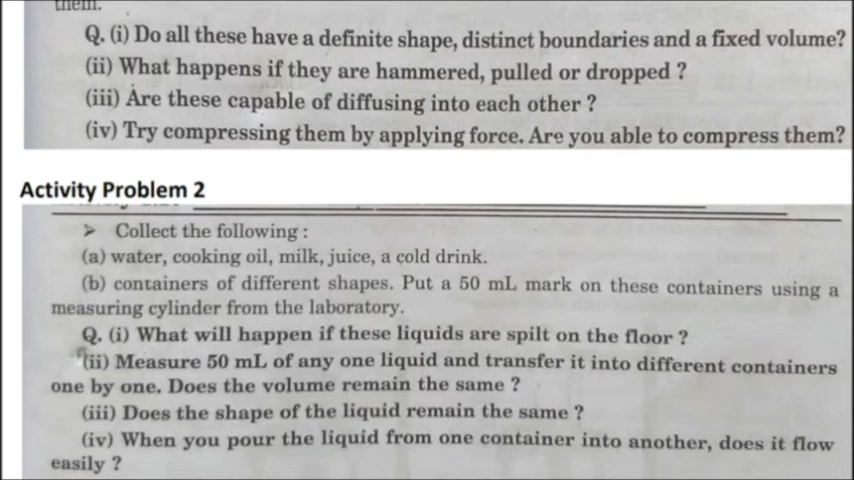 them.
Q. (i) Do all these have a definite shape, distinct boundaries and a fixed volume?
(ii) What happens if they are hammered, pulled or dropped ?
(iii) Are these capable of diffusing into each other ?
(iv) Try compressing them by applying force. Are you able to compress them?
Activity Problem 2
➤ Collect the following :
(a) water, cooking oil, milk, juice, a cold drink.
(b) containers of different shapes. Put a 50 mL mark on these containers using a
measuring cylinder from the laboratory.
Q. (i) What will happen if these liquids are spilt on the floor ?
(ii) Measure 50 mL of any one liquid and transfer it into different containers
one by one. Does the volume remain the same ?
(iii) Does the shape of the liquid remain the same ?
(iv) When you pour the liquid from one container into another, does it flow
easily ?